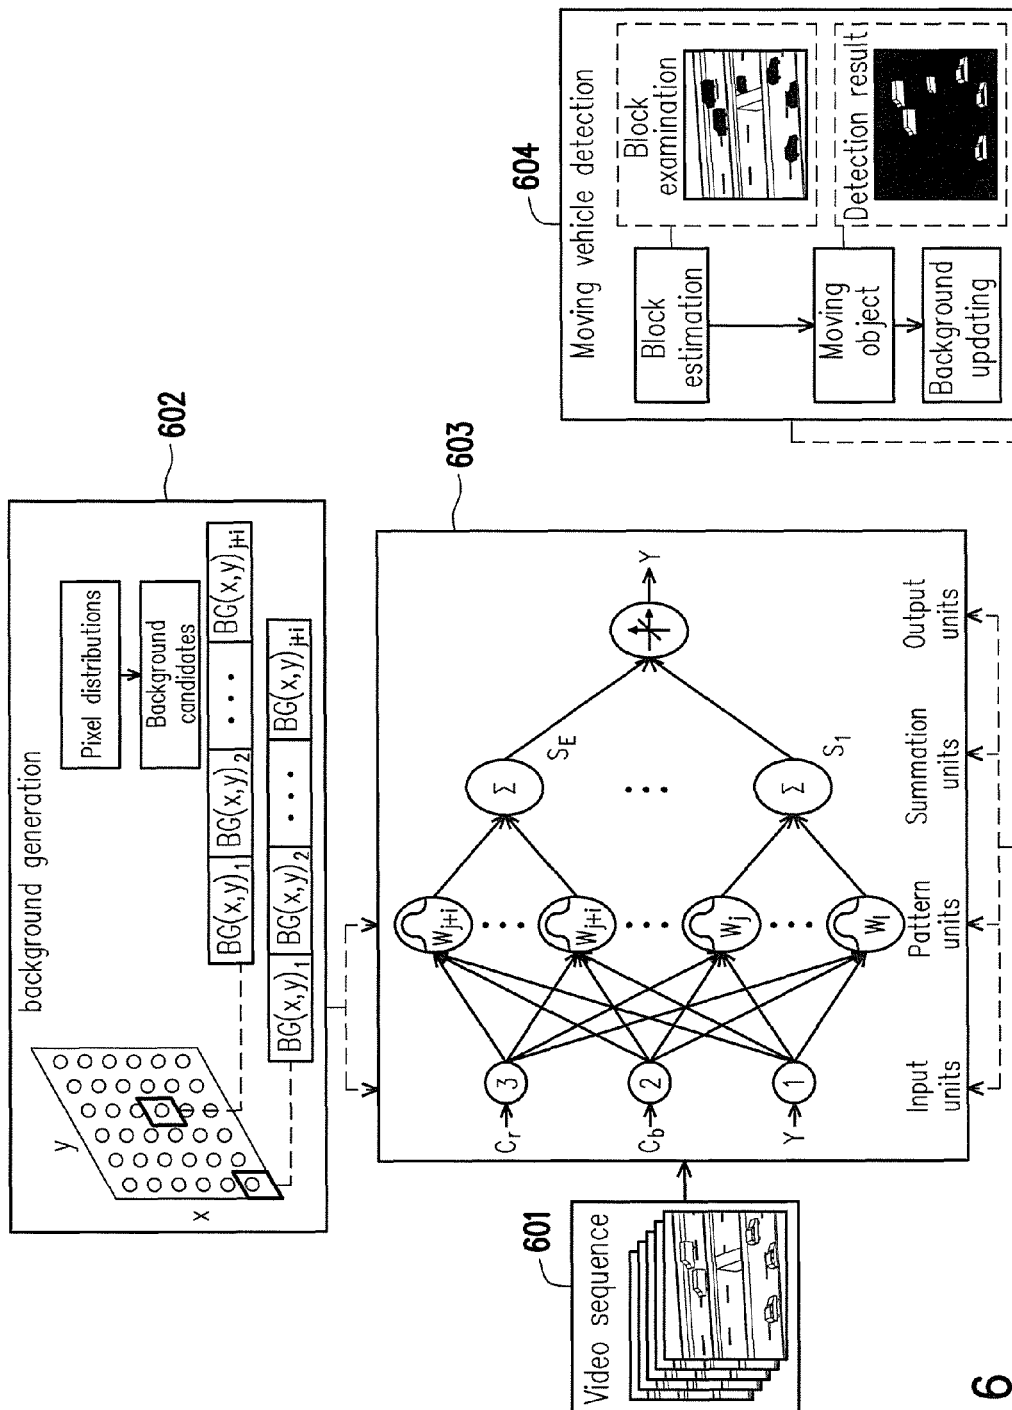 601
Video sequence
602
background generation
x
y
Pixel distributions
Background
candidates
BG(x,y)1 BG(x,y)2 ... BG(x,y)j+i
BG(x,y)1 BG(x,y)2 ... BG(x,y)j+i
603
Cr
3
Cb
2
Y
1
Wj+i
...
Wj+i
...
Wj
...
W1
Σ
SE
...
Σ
S1
Y
Input
units
Pattern
units
Summation
units
Output
units
604
Moving vehicle detection
Block
estimation
Block
examination
Moving
object
Detection result
Background
updating
6